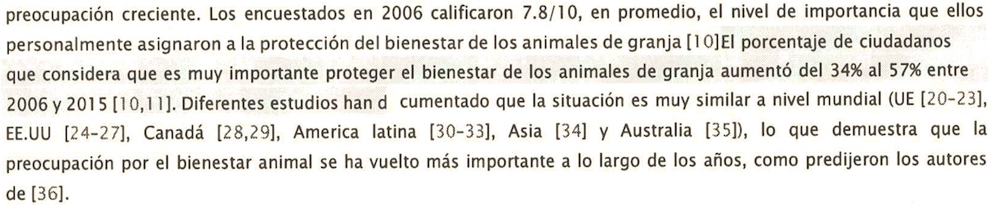 preocupación creciente. Los encuestados en 2006 calificaron 7.8/10, en promedio, el nivel de importancia que ellos
personalmente asignaron a la protección del bienestar de los animales de granja [10]El porcentaje de ciudadanos
que considera que es muy importante proteger el bienestar de los animales de granja aumentó del 34% al 57% entre
2006 y 2015 [10,11]. Diferentes estudios han d cumentado que la situación es muy similar a nivel mundial (UE [20-23],
EE.UU [24-27], Canadá [28,29], America latina [30-33], Asia [34] y Australia [35]), lo que demuestra que la
preocupación por el bienestar animal se ha vuelto más importante a lo largo de los años, como predijeron los autores
de [36].